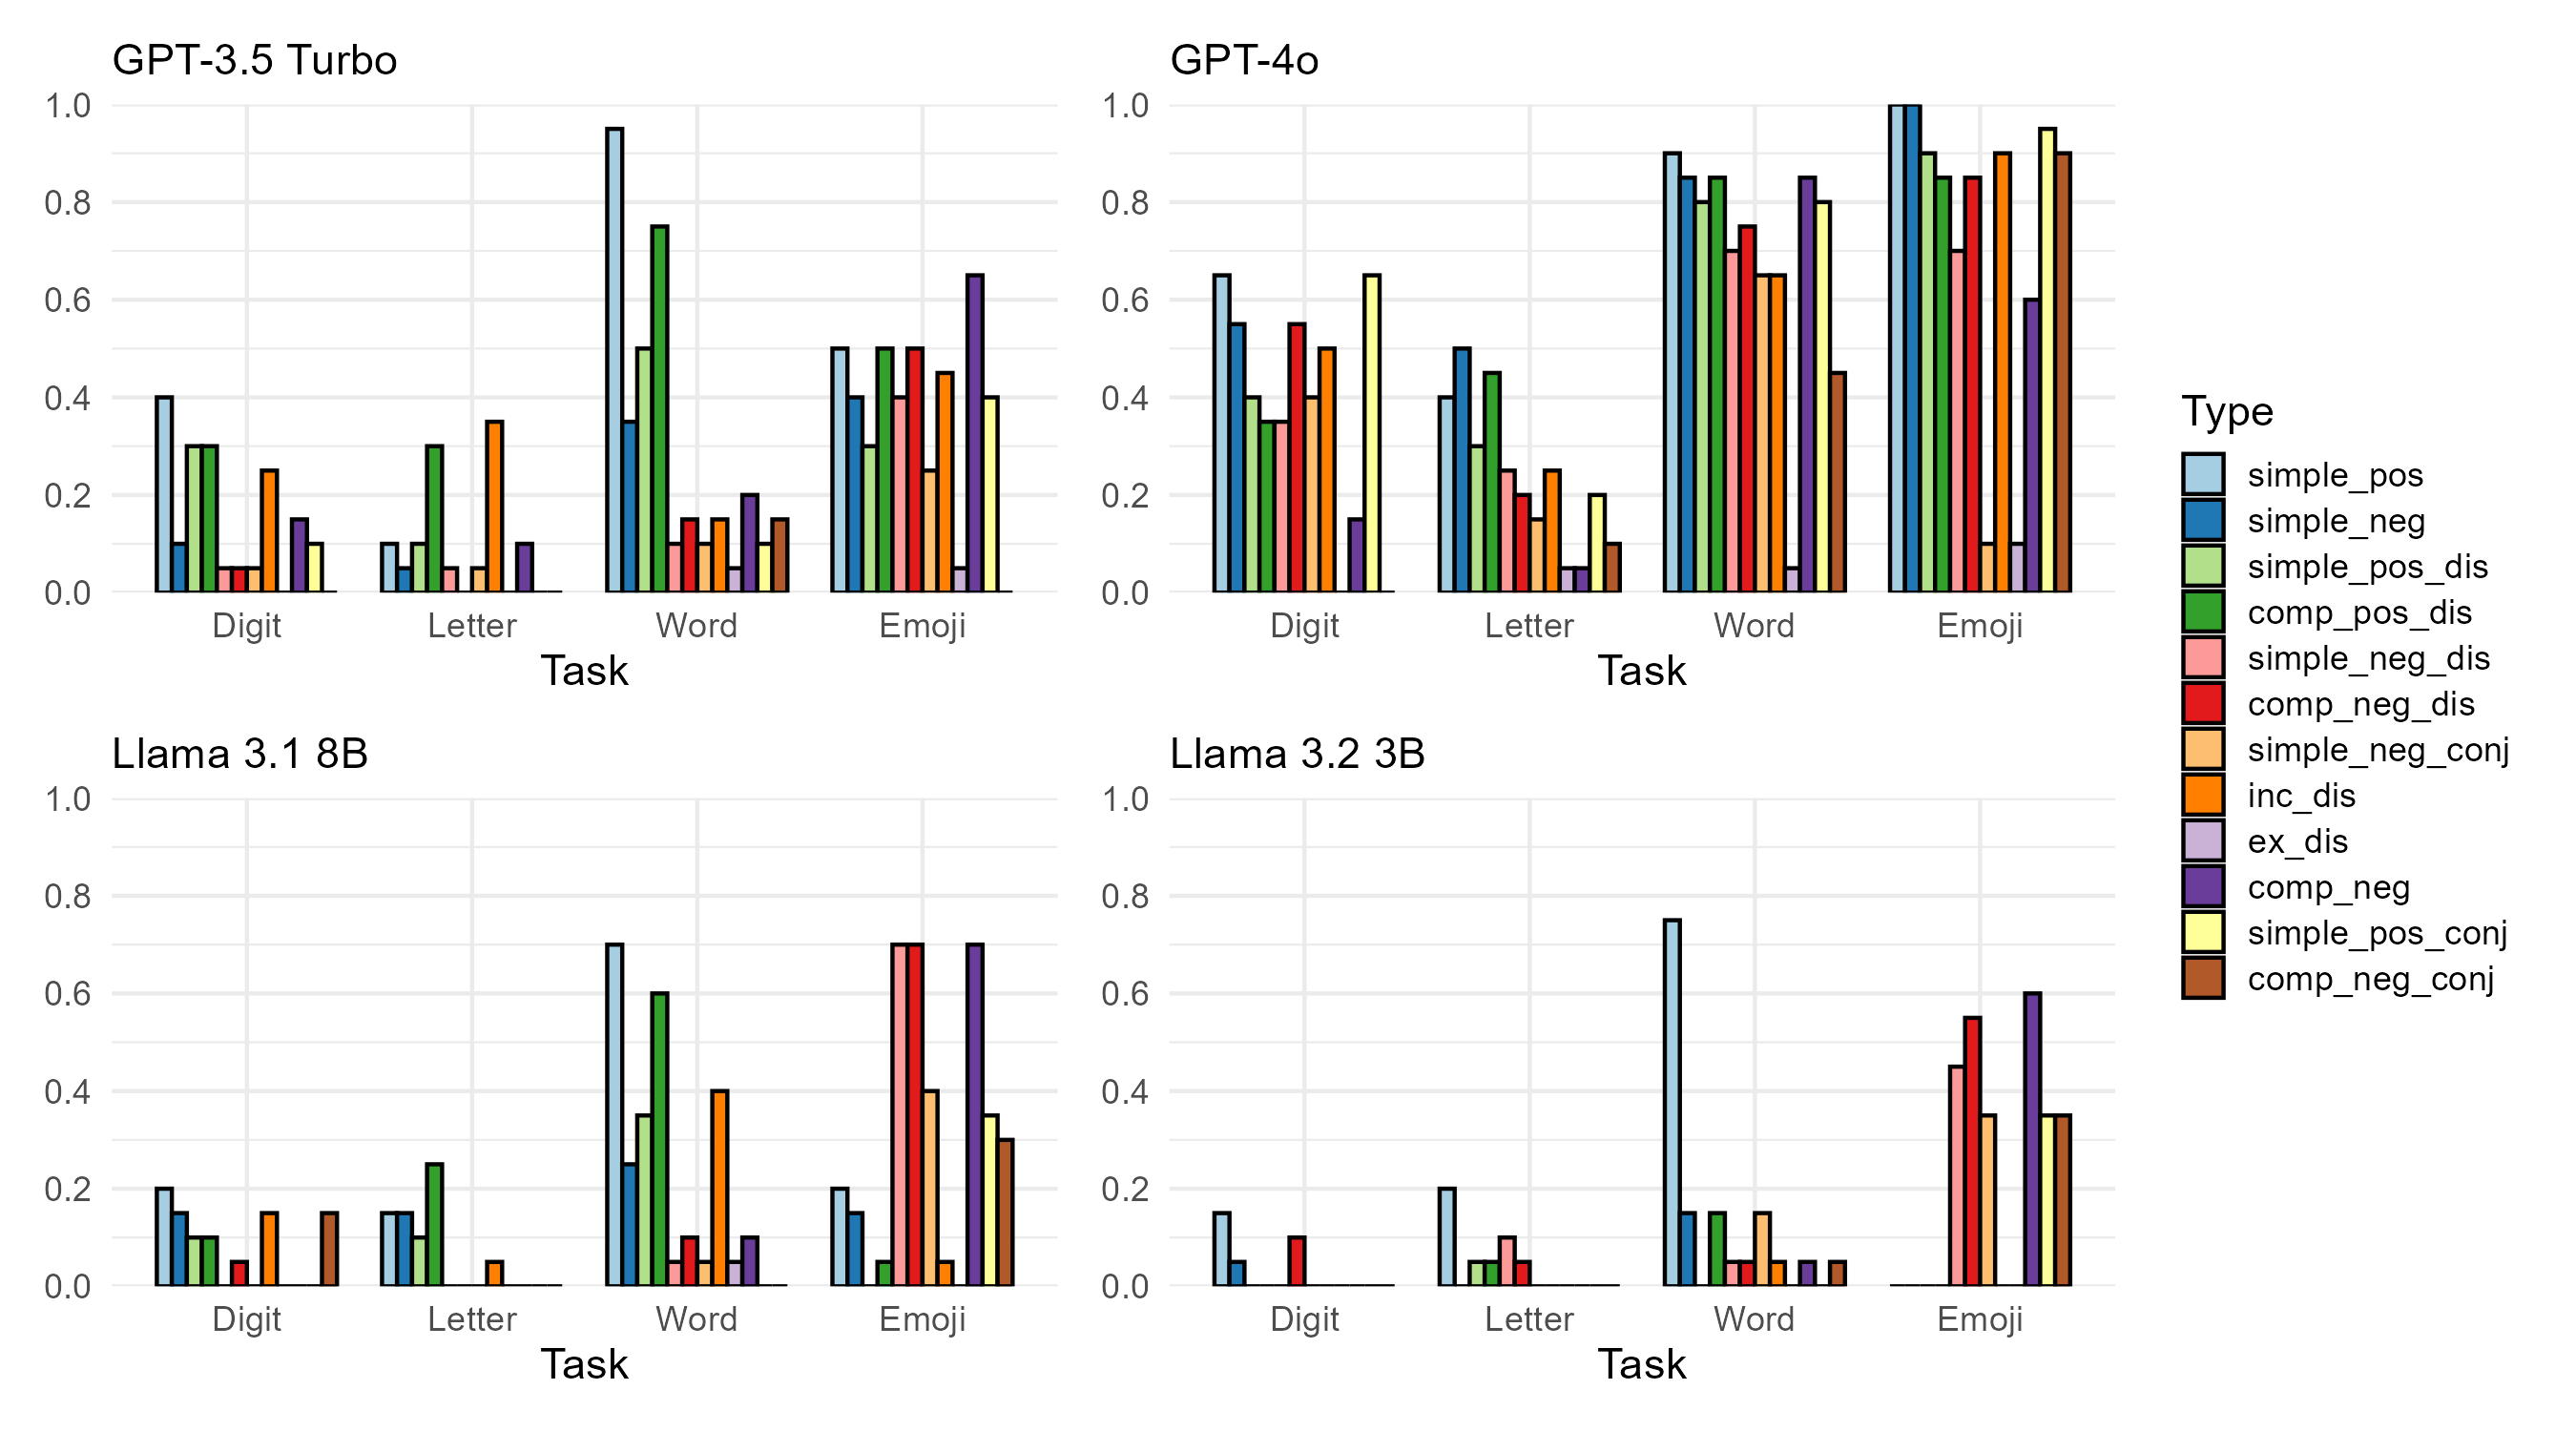 GPT-3.5 Turbo
1.0
0.8
0.6
0.4
0.2
0.0
Digit Letter Word Emoji
Task
GPT-4o
1.0
0.8
0.6
0.4
0.2
0.0
Digit Letter Word Emoji
Task
Llama 3.1 8B
1.0
0.8
0.6
0.4
0.2
0.0
Digit Letter Word Emoji
Task
Llama 3.2 3B
1.0
0.8
0.6
0.4
0.2
0.0
Digit Letter Word Emoji
Task
Type
simple_pos
simple_neg
simple_pos_dis
comp_pos_dis
simple_neg_dis
comp_neg_dis
simple_neg_conj
inc_dis
ex_dis
comp_neg
simple_pos_conj
comp_neg_conj